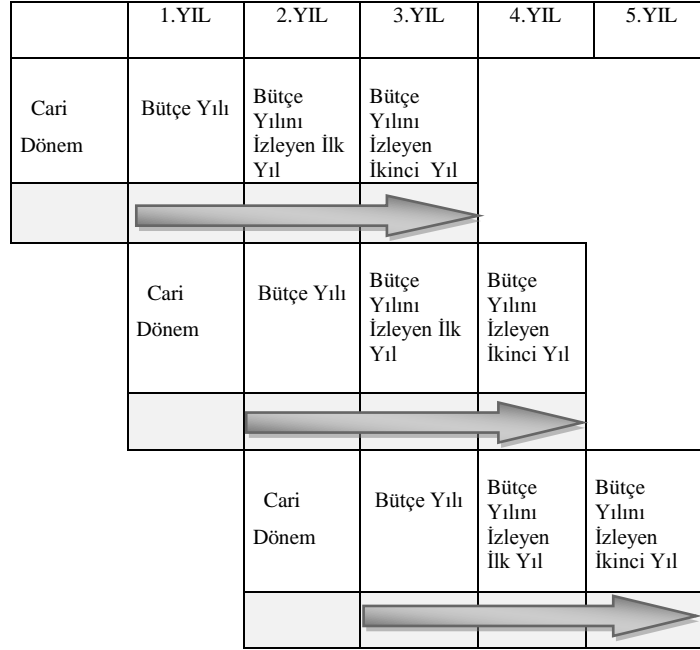 1.YIL 2.YIL 3.YIL 4.YIL 5.YIL
Cari
Dönem
Bütçe Yılı
Bütçe
Yılını
İzleyen İlk
Yıl
Bütçe
Yılını
İzleyen
İkinci Yıl
Cari
Dönem
Bütçe Yılı
Bütçe
Yılını
İzleyen İlk
Yıl
Bütçe
Yılını
İzleyen
İkinci Yıl
Cari
Dönem
Bütçe Yılı
Bütçe
Yılını
İzleyen
İlk Yıl
Bütçe
Yılını
İzleyen
İkinci Yıl